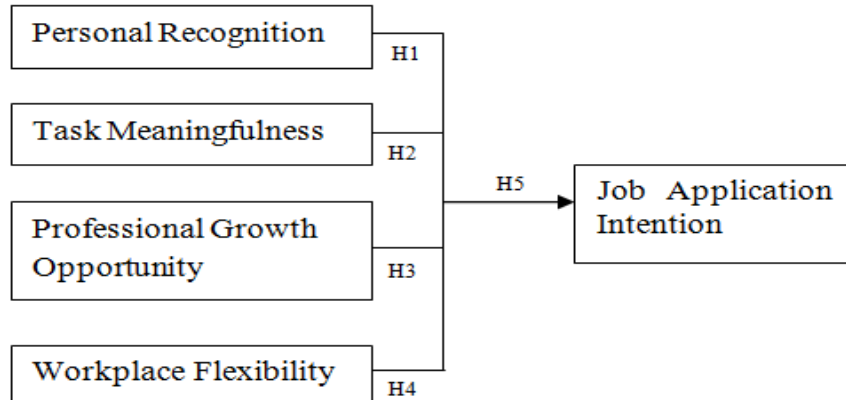 Personal Recognition
H1
Task Meaningfulness
H2
H5
Job Application
Intention
Professional Growth
Opportunity
H3
Workplace Flexibility
H4